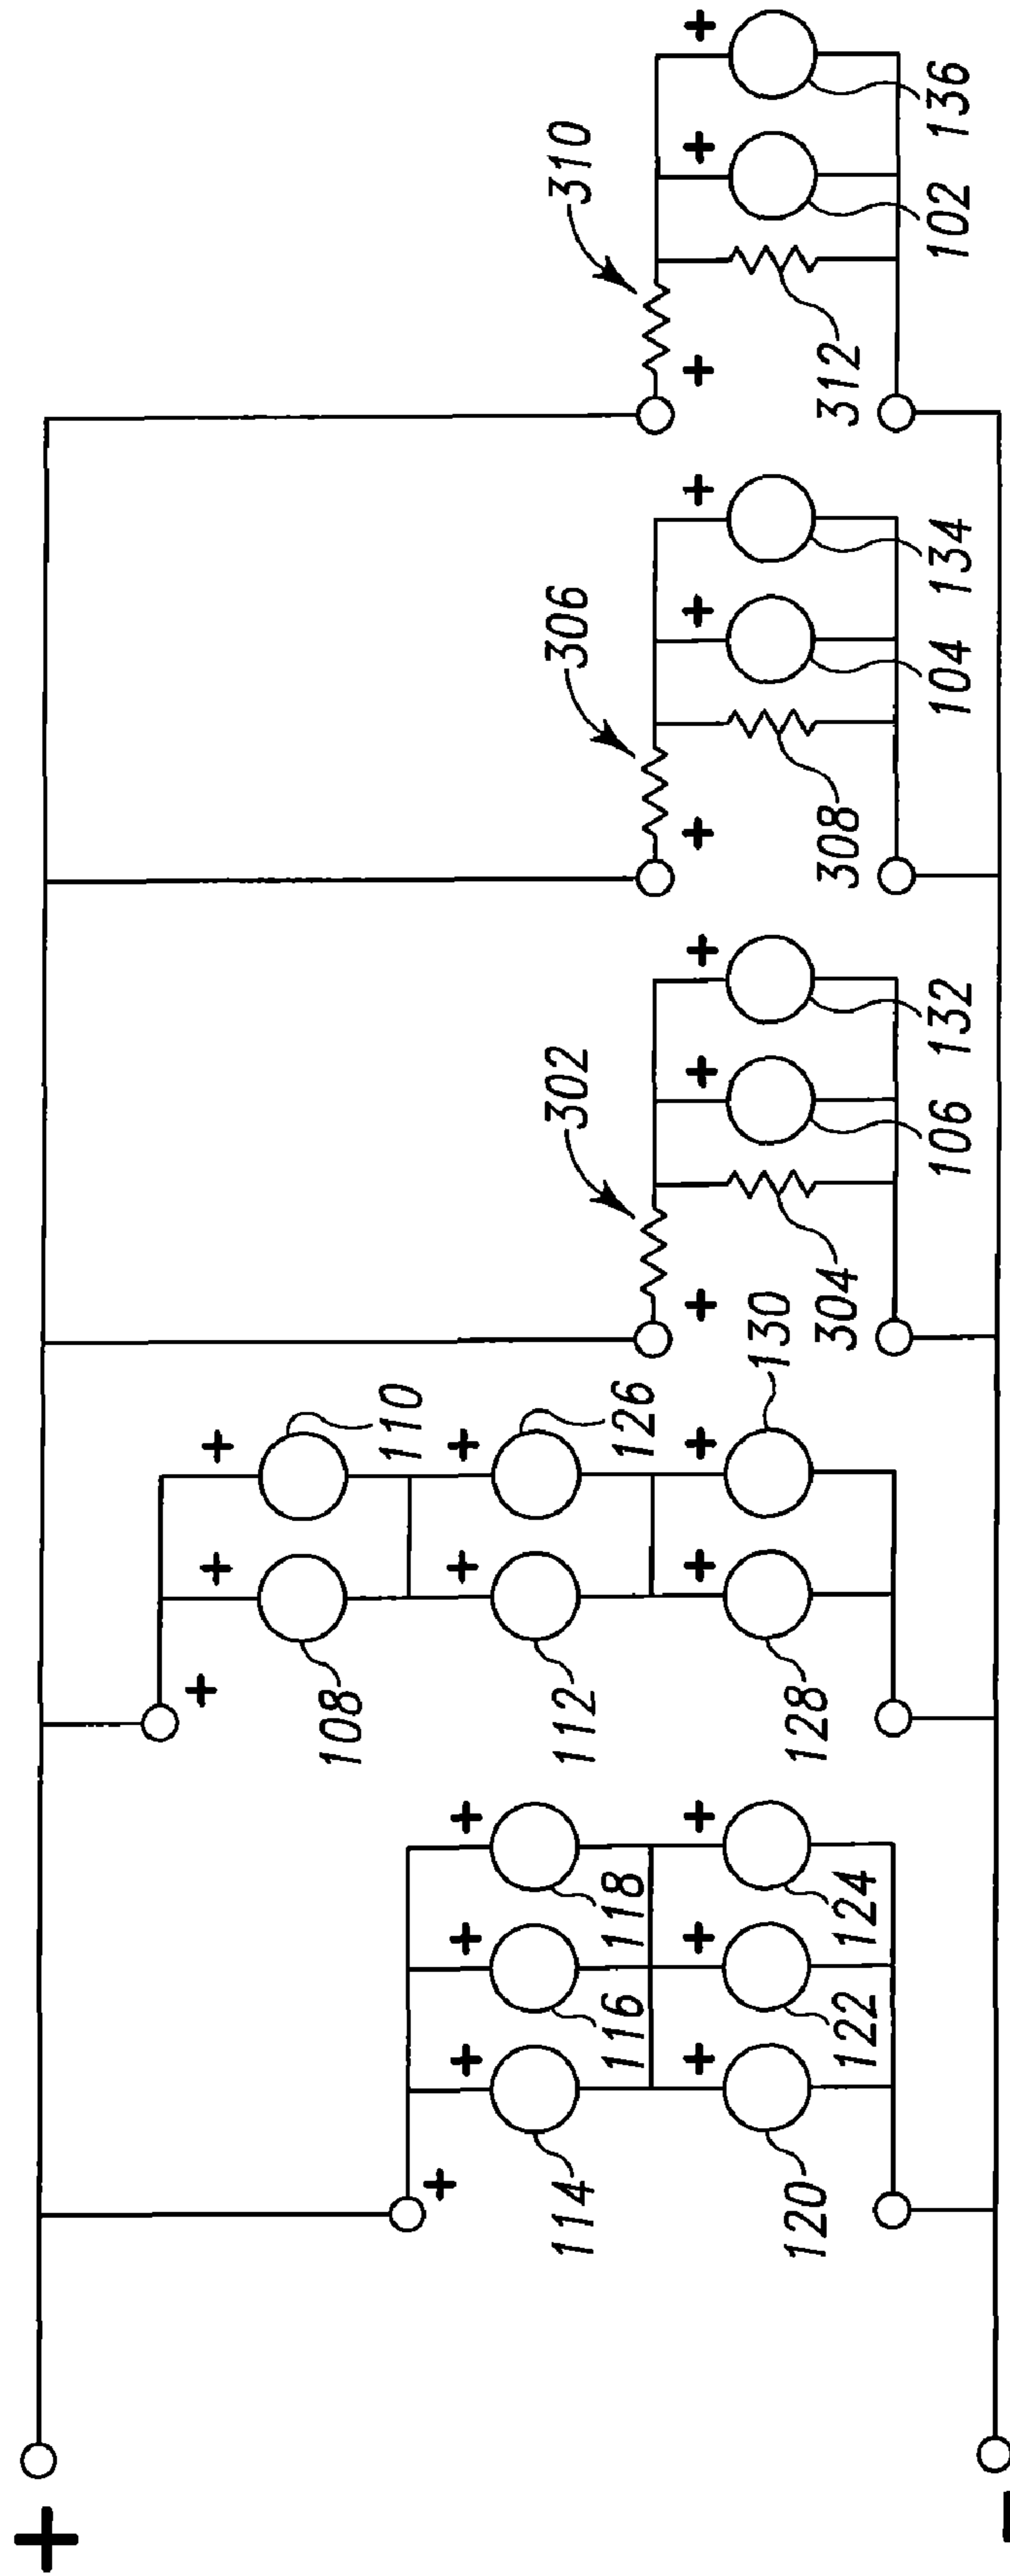 +
+ + +
108 110
+ + + + + +
114 112 302 306 310
116 118 126
+ + + + + + + + + + + + + +
130
120 122 124 128 304 308 312
106 132 104 134 102 136
-